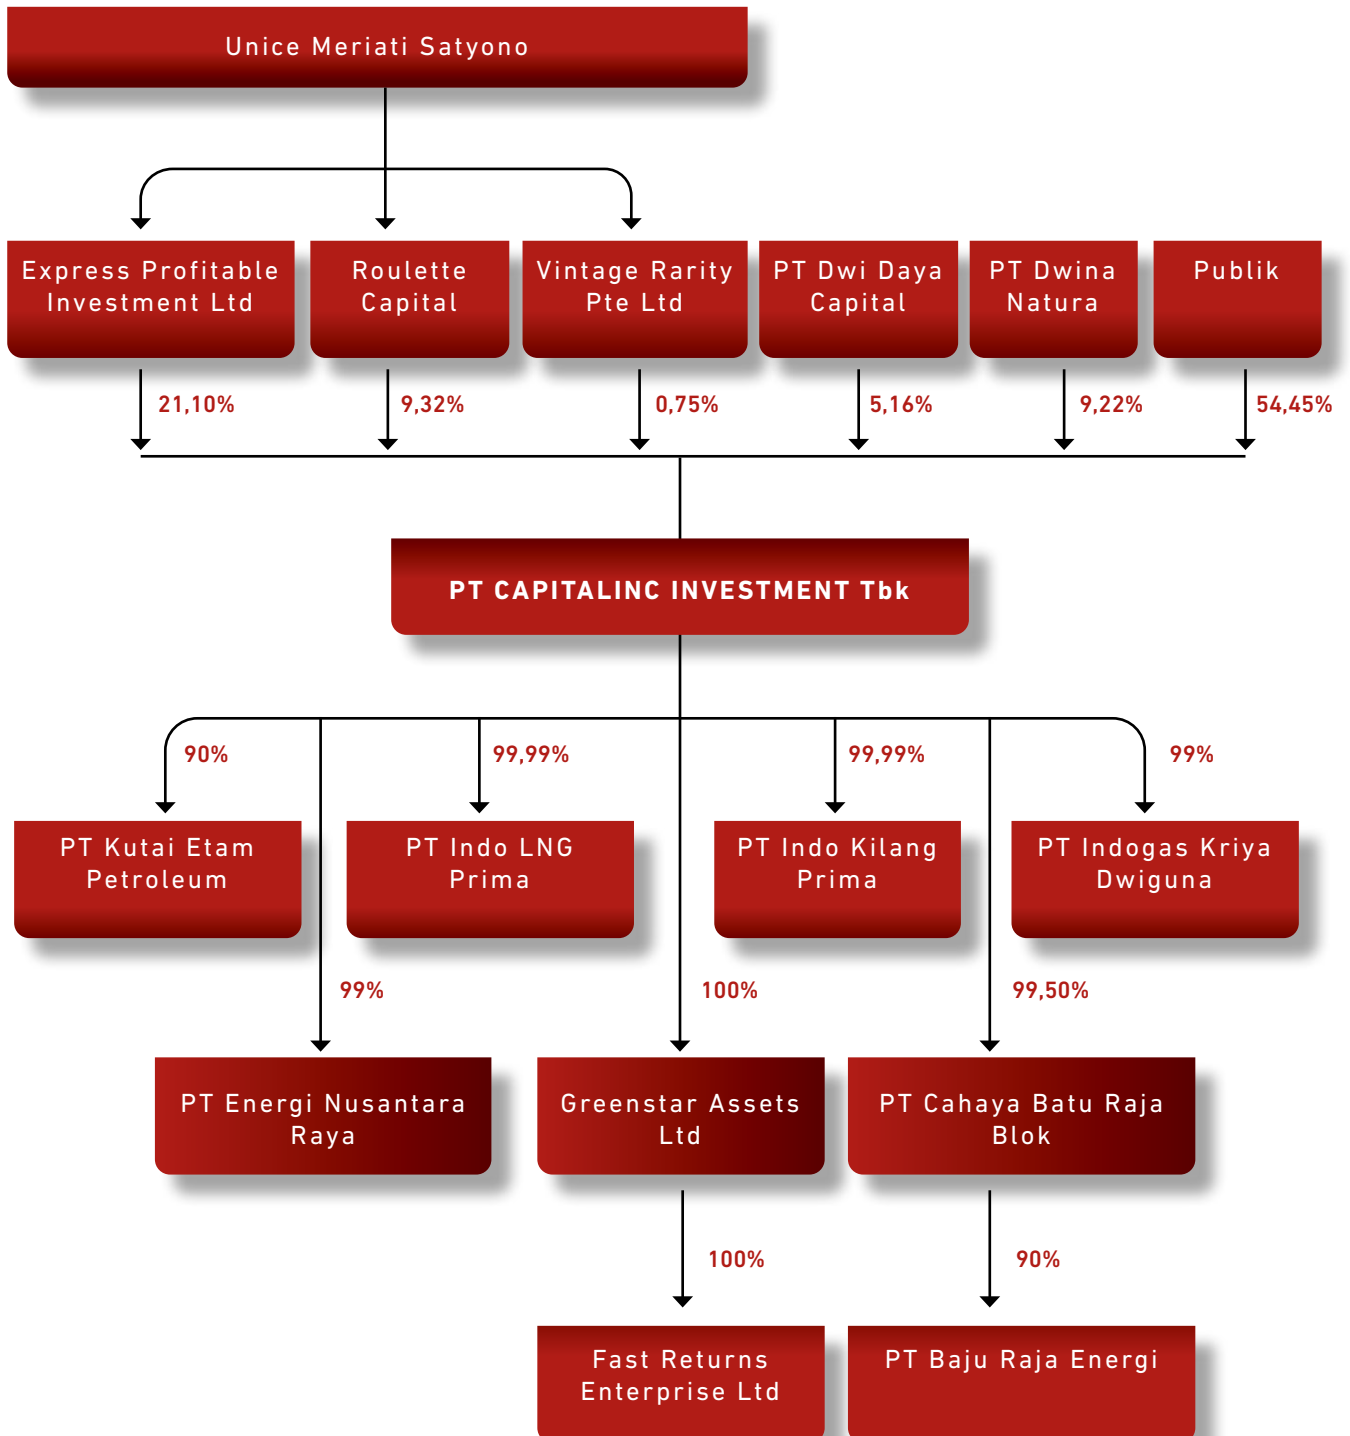 Unice Meriati Satyono
Express Profitable
Investment Ltd
Roulette
Capital
Vintage Rarity
Pte Ltd
PT Dwi Daya
Capital
PT Dwina
Natura
Publik
21,10%
9,32%
0,75%
5,16%
9,22%
54,45%
PT CAPITALINC INVESTMENT Tbk
90%
99,99%
99,99%
99%
PT Kutai Etam
Petroleum
PT Indo LNG
Prima
PT Indo Kilang
Prima
PT Indogas Kriya
Dwiguna
99%
100%
99,50%
PT Energi Nusantara
Raya
Greenstar Assets
Ltd
PT Cahaya Batu Raja
Blok
100%
90%
Fast Returns
Enterprise Ltd
PT Baju Raja Energi